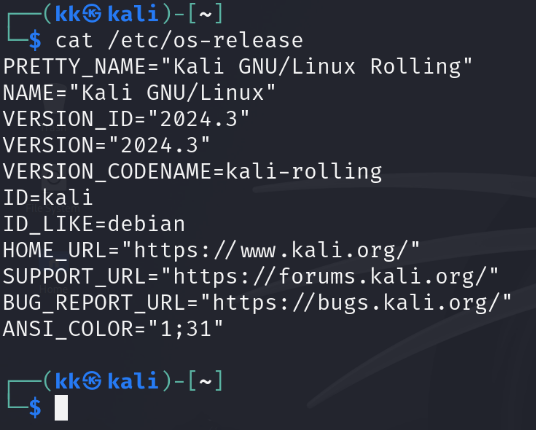 ┌──(kk㉿kali)-[~]
└─$ cat /etc/os-release
PRETTY_NAME="Kali GNU/Linux Rolling"
NAME="Kali GNU/Linux"
VERSION_ID="2024.3"
VERSION="2024.3"
VERSION_CODENAME=kali-rolling
ID=kali
ID_LIKE=debian
HOME_URL="https://www.kali.org/"
SUPPORT_URL="https://forums.kali.org/"
BUG_REPORT_URL="https://bugs.kali.org/"
ANSI_COLOR="1;31"
┌──(kk㉿kali)-[~]
└─$